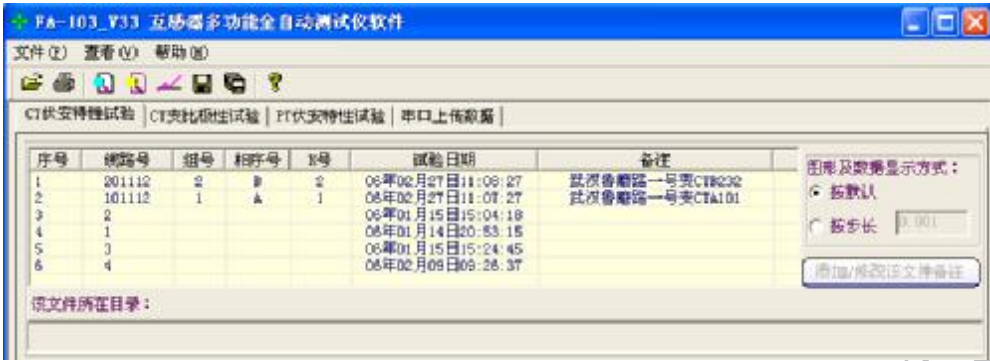 FA-103_V33 互感器多功能全自动测试仪软件
文件(F) 查看(V) 帮助(H)
CT伏安特性试验 CT变比极性试验 PT伏安特性试验 串口上传数据
序号 线路号 组号 相序号 K号 试验日期 备注
1 201112 2 B 2 06年02月27日11:08:27 武汉鲁磨路一号变CTB232
2 101112 1 A 1 06年02月27日11:07:27 武汉鲁磨路一号变CTA101
3 2 06年01月15日15:04:18
4 1 06年01月14日20:53:15
5 3 06年01月15日15:24:45
6 4 06年02月09日09:26:37
图形及数据显示方式：
按默认
按步长 0.001
添加/修改该文件备注
该文件所在目录：